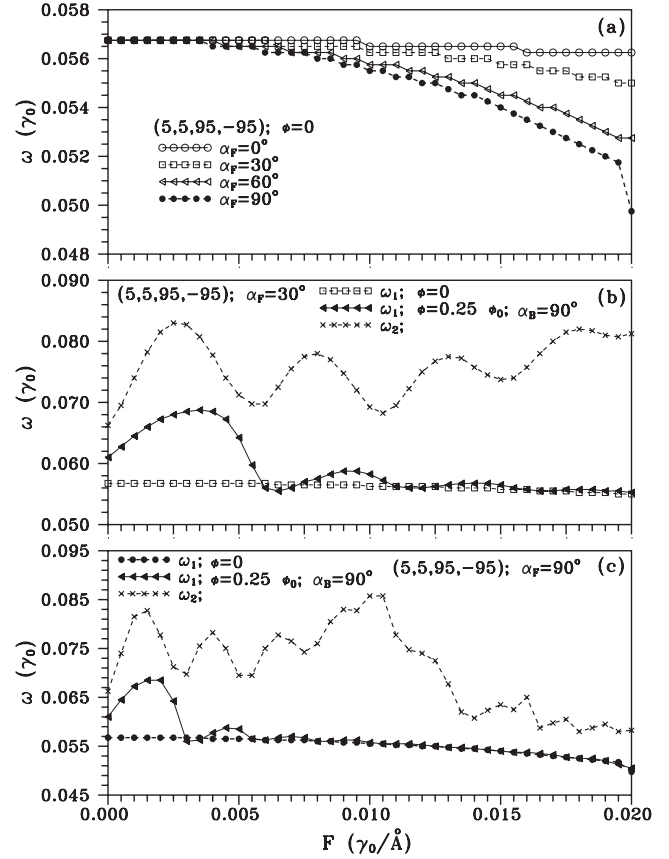 0.058
0.056
0.054
0.052
0.050
0.048
ω (γ₀)
(a)
(5,5,95,−95); ϕ=0
α_F=0°
α_F=30°
α_F=60°
α_F=90°
0.090
0.080
0.070
0.060
0.050
ω (γ₀)
(5,5,95,−95); α_F=30°
ω₁; ϕ=0
(b)
ω₁; ϕ=0.25 ϕ₀; α_B=90°
ω₂;
0.095
0.085
0.075
0.065
0.055
0.045
ω (γ₀)
ω₁; ϕ=0
(5,5,95,−95); α_F=90°
(c)
ω₁; ϕ=0.25 ϕ₀; α_B=90°
ω₂;
0.000 0.005 0.010 0.015 0.020
F (γ₀/Å)